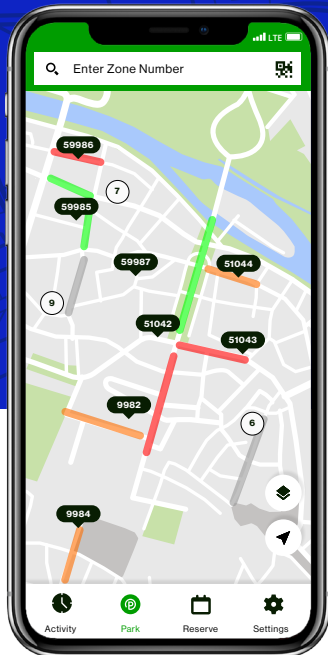 LTE
Enter Zone Number
59986
7
59985
59987
51044
9
51042
51043
9982
6
9984
P
Activity
Park
Reserve
Settings